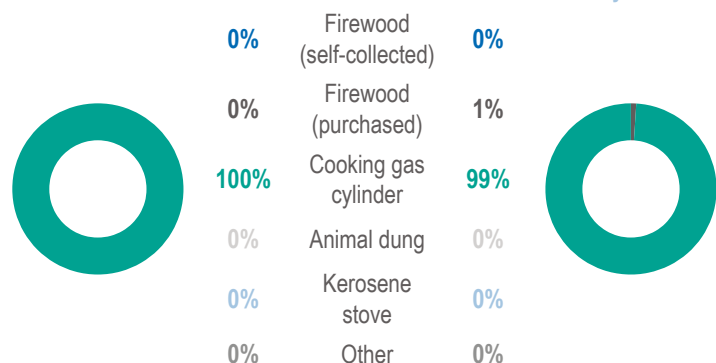 0% Firewood 0%
(self-collected)
0% Firewood 1%
(purchased)
100% Cooking gas 99%
cylinder
0% Animal dung 0%
0% Kerosene 0%
stove
0% Other 0%